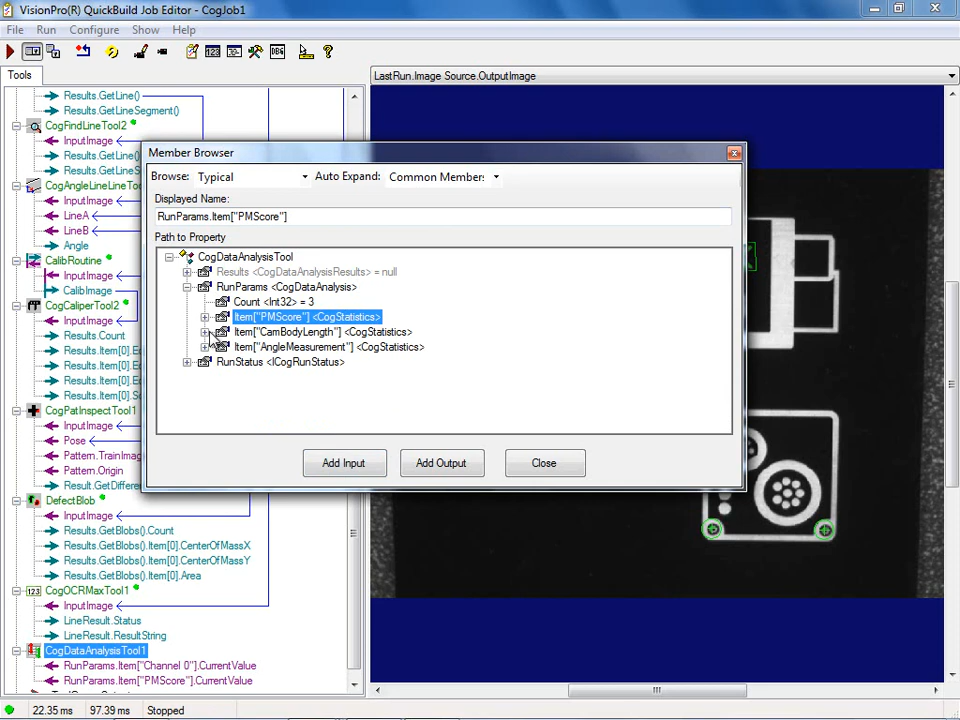 VisionPro(R) QuickBuild Job Editor - CogJob1
File Run Configure Show Help
Tools
LastRun.Image Source.OutputImage
Results.GetLine()
Results.GetLineSegment()
CogFindLineTool2
InputImage
Results.GetLine()
CogAngleLineLineToo
InputImage
LineA
LineB
Angle
CalibRoutine
InputImage
CalibImage
CogCaliperTool2
InputImage
Results.Count
CogPatInspectTool1
InputImage
Pose
Pattern.TrainImag
Pattern.Origin
Result.GetDifferen
DefectBlob
InputImage
Results.GetBlobs().Count
Results.GetBlobs().Item[0].CenterOfMassX
Results.GetBlobs().Item[0].CenterOfMassY
Results.GetBlobs().Item[0].Area
CogOCRMaxTool1
InputImage
LineResult.Status
LineResult.ResultString
CogDataAnalysisTool1
RunParams.Item["Channel 0"].CurrentValue
RunParams.Item["PMScore"].CurrentValue
Member Browser
Browse: Typical Auto Expand: Common Members
Displayed Name:
RunParams.Item["PMScore"]
Path to Property
CogDataAnalysisTool
Results <CogDataAnalysisResults> = null
RunParams <CogDataAnalysis>
Count <Int32> = 3
Item["PMScore"] <CogStatistics>
Item["CamBodyLength"] <CogStatistics>
Item["AngleMeasurement"] <CogStatistics>
RunStatus <ICogRunStatus>
Add Input Add Output Close
22.35 ms 97.39 ms Stopped